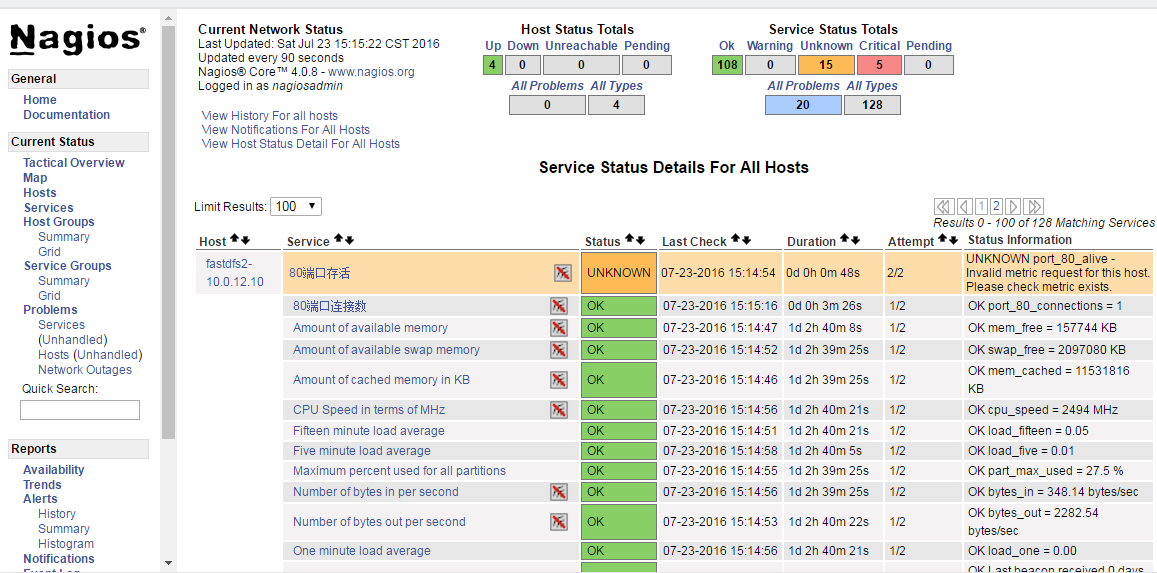 Nagios®
General
Home
Documentation
Current Status
Tactical Overview
Map
Hosts
Services
Host Groups
Summary
Grid
Service Groups
Summary
Grid
Problems
Services
(Unhandled)
Hosts (Unhandled)
Network Outages
Quick Search:
Reports
Availability
Trends
Alerts
History
Summary
Histogram
Notifications
Event Log
Current Network Status
Last Updated: Sat Jul 23 15:15:22 CST 2016
Updated every 90 seconds
Nagios® Core™ 4.0.8 - www.nagios.org
Logged in as nagiosadmin
View History For all hosts
View Notifications For All Hosts
View Host Status Detail For All Hosts
Host Status Totals
Up Down Unreachable Pending
4 0 0 0
All Problems All Types
0 4
Service Status Totals
Ok Warning Unknown Critical Pending
108 0 15 5 0
All Problems All Types
20 128
Service Status Details For All Hosts
Limit Results: 100
1 2
Results 0 - 100 of 128 Matching Services
Host Service Status Last Check Duration Attempt Status Information
fastdfs2-
10.0.12.10
80端口存活 UNKNOWN 07-23-2016 15:14:54 0d 0h 0m 48s 2/2 UNKNOWN port_80_alive -
Invalid metric request for this host.
Please check metric exists.
80端口连接数 OK 07-23-2016 15:15:16 0d 0h 3m 26s 1/2 OK port_80_connections = 1
Amount of available memory OK 07-23-2016 15:14:47 1d 2h 40m 8s 1/2 OK mem_free = 157744 KB
Amount of available swap memory OK 07-23-2016 15:14:52 1d 2h 39m 25s 1/2 OK swap_free = 2097080 KB
Amount of cached memory in KB OK 07-23-2016 15:14:46 1d 2h 39m 25s 1/2 OK mem_cached = 11531816
KB
CPU Speed in terms of MHz OK 07-23-2016 15:14:56 1d 2h 40m 21s 1/2 OK cpu_speed = 2494 MHz
Fifteen minute load average OK 07-23-2016 15:14:51 1d 2h 40m 21s 1/2 OK load_fifteen = 0.05
Five minute load average OK 07-23-2016 15:14:58 1d 2h 40m 5s 1/2 OK load_five = 0.01
Maximum percent used for all partitions OK 07-23-2016 15:14:55 1d 2h 39m 25s 1/2 OK part_max_used = 27.5 %
Number of bytes in per second OK 07-23-2016 15:14:56 1d 2h 39m 25s 1/2 OK bytes_in = 348.14 bytes/sec
Number of bytes out per second OK 07-23-2016 15:14:53 1d 2h 40m 22s 1/2 OK bytes_out = 2282.54
bytes/sec
One minute load average OK 07-23-2016 15:14:56 1d 2h 40m 21s 1/2 OK load_one = 0.00
OK Last beacon received 0 days